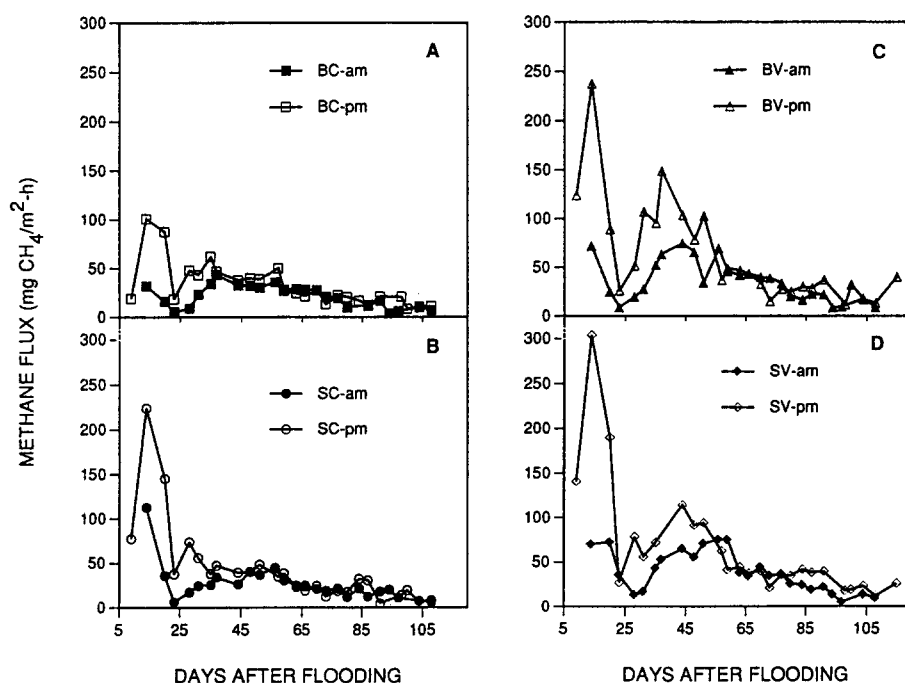 METHANE FLUX (mg CH4/m2-h)
300
250
200
150
100
50
0
A
BC-am
BC-pm
300
250
200
150
100
50
0
B
SC-am
SC-pm
5 25 45 65 85 105
DAYS AFTER FLOODING
300
250
200
150
100
50
0
C
BV-am
BV-pm
300
250
200
150
100
50
0
D
SV-am
SV-pm
5 25 45 65 85 105
DAYS AFTER FLOODING